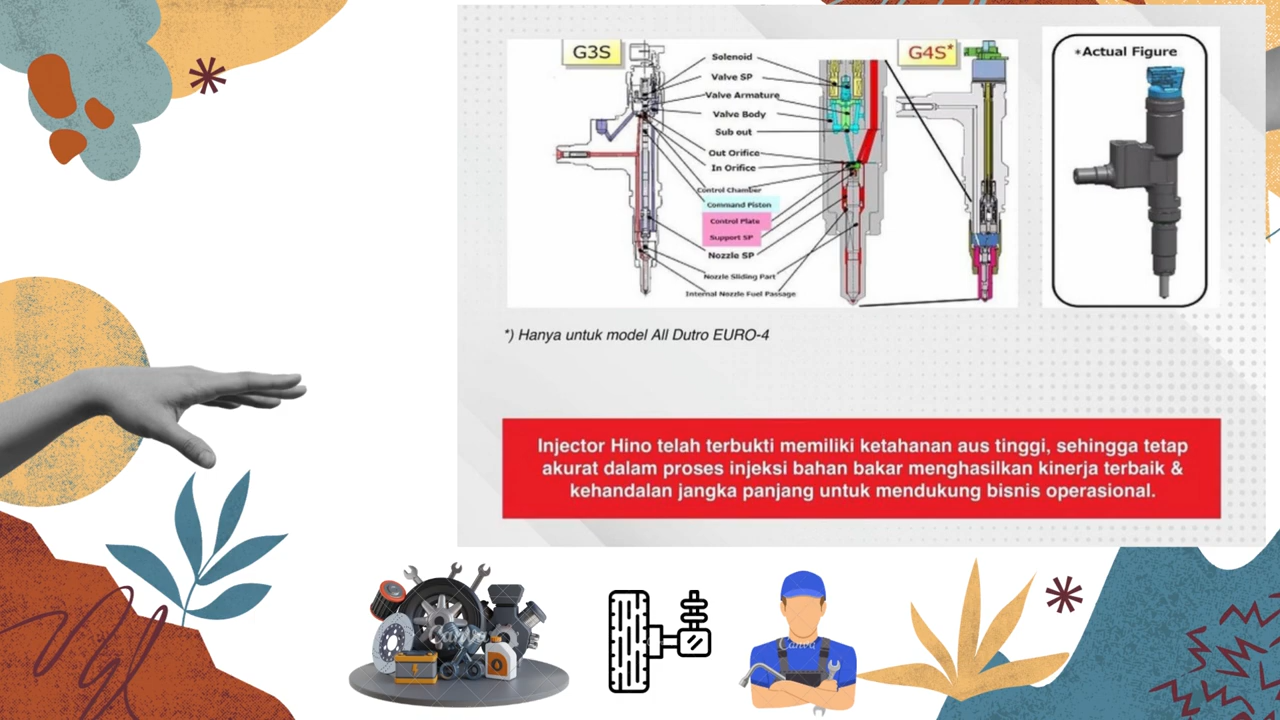 G3S
G4S*
Solenoid
Valve SP
Valve Armature
Valve Body
Sub out
Out Orifice
In Orifice
Control Chamber
Command Piston
Control Plate
Support SP
Nozzle SP
Nozzle Sliding Part
Internal Nozzle Fuel Passage
*Actual Figure
*) Hanya untuk model All Dutro EURO-4
Injector Hino telah terbukti memiliki ketahanan aus tinggi, sehingga tetap
akurat dalam proses injeksi bahan bakar menghasilkan kinerja terbaik &
kehandalan jangka panjang untuk mendukung bisnis operasional.
Canva
Canva